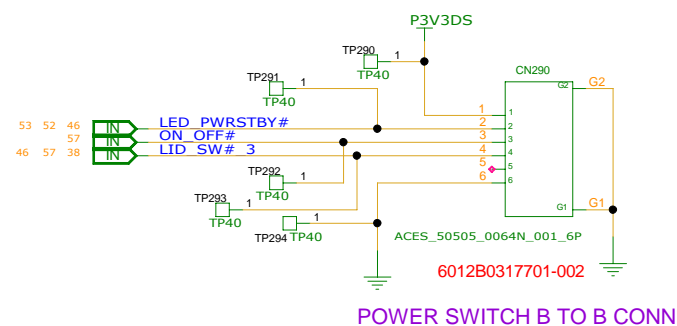 P3V3DS
TP290
1
TP40
CN290
TP291
1
TP40
G2
G2
1
1
53 52 46
IN
LED_PWRSTBY#
2
2
57
IN
ON_OFF#
3
3
46 57 38
IN
LID_SW#_3
4
4
5
5
TP292
1
TP40
6
6
TP293
1
TP40
G1
G1
TP294
1
TP40
ACES_50505_0064N_001_6P
6012B0317701-002
POWER SWITCH B TO B CONN